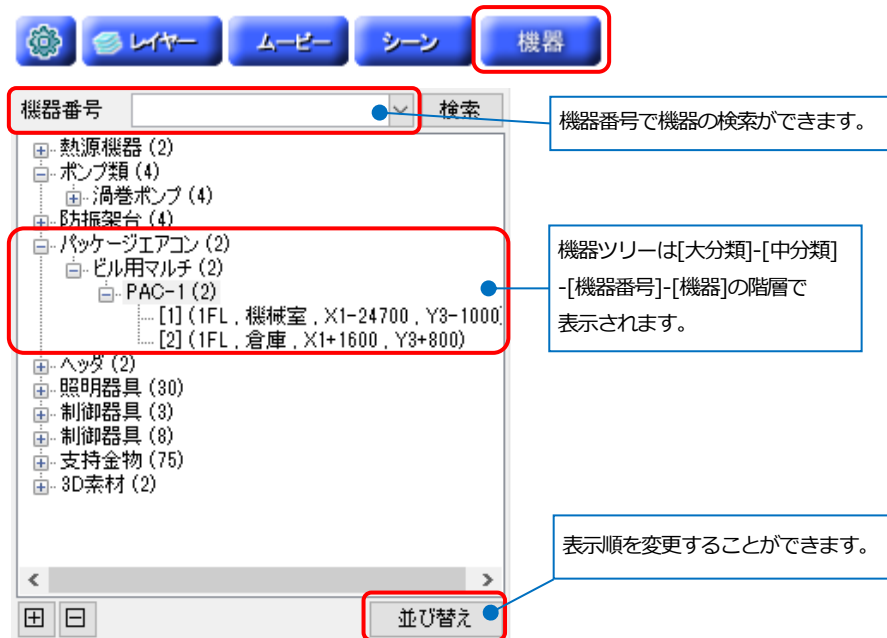 レイヤー ムービー シーン 機器
機器番号 検索
機器番号で機器の検索ができます。
熱源機器 (2)
ポンプ類 (4)
渦巻ポンプ (4)
防振架台 (4)
パッケージエアコン (2)
ビル用マルチ (2)
PAC-1 (2)
[1] (1FL , 機械室 , X1-24700 , Y3-1000)
[2] (1FL , 倉庫 , X1+1600 , Y3+800)
機器ツリーは[大分類]-[中分類]
-[機器番号]-[機器]の階層で
表示されます。
ヘッダ (2)
照明器具 (30)
制御器具 (3)
制御器具 (8)
支持金物 (75)
3D素材 (2)
表示順を変更することができます。
並び替え